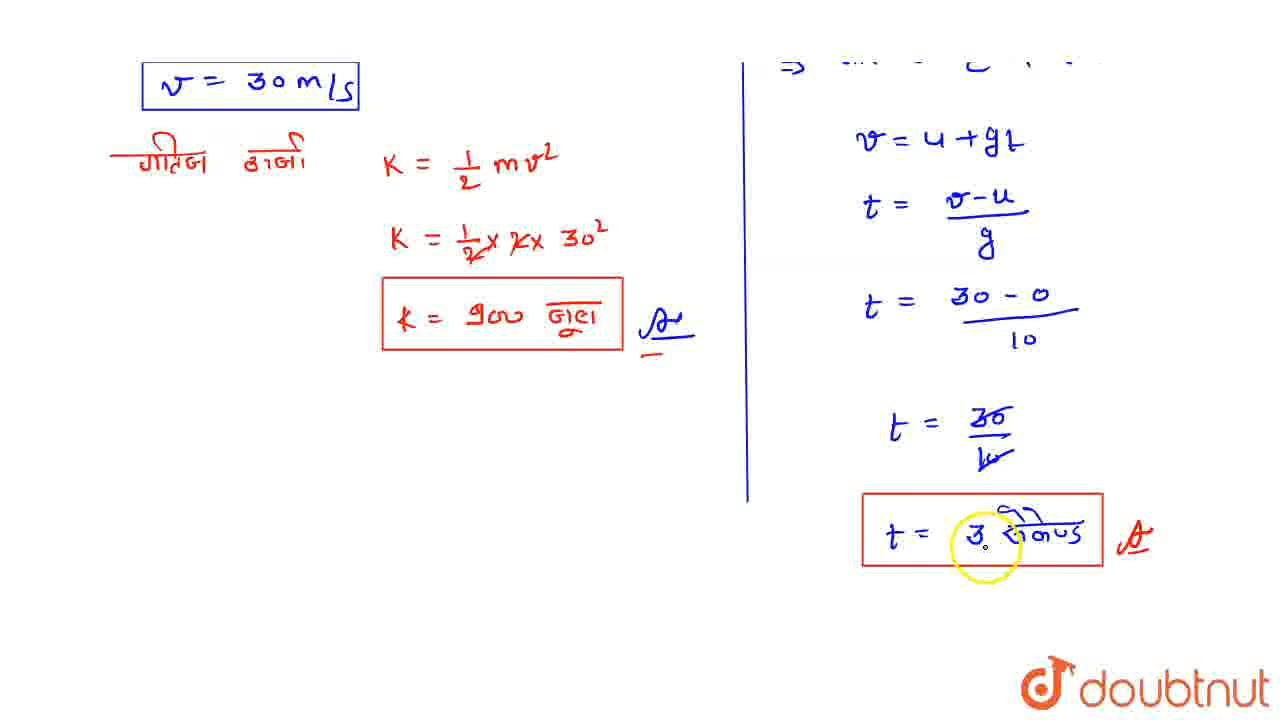 v = 30 m/s
गतिज ऊर्जा
K = 1/2 mv²
K = 1/2 × 2 × 30²
K = 900 जूल
Ans
⇒
v = u + gt
t = v - u / g
t = 30 - 0 / 10
t = 30 / 10
t = 3 सेकेण्ड
A
doubtnut